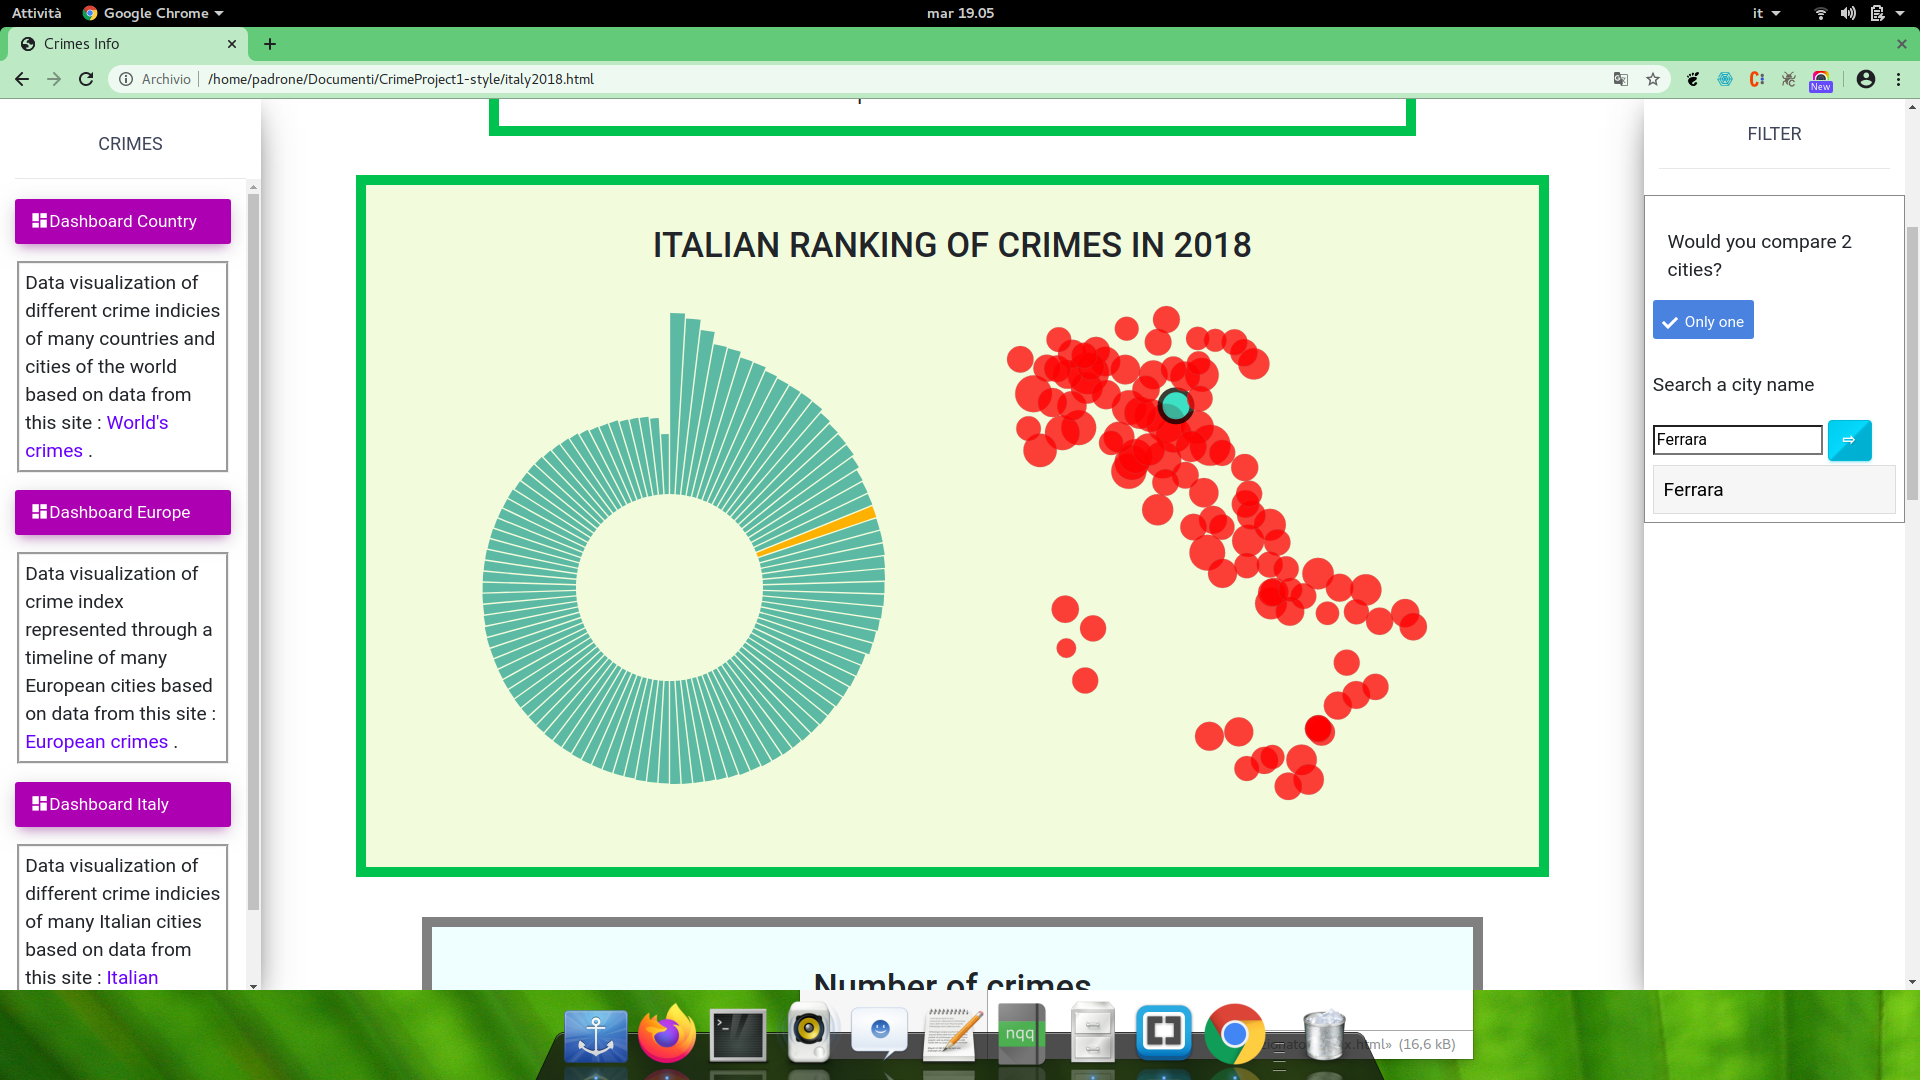 Attività
Google Chrome
mar 19.05
it
Crimes Info
Archivio
/home/padrone/Documenti/CrimeProject1-style/italy2018.html
New
CRIMES
Dashboard Country
Data visualization of
different crime indicies
of many countries and
cities of the world
based on data from
this site : World's
crimes .
Dashboard Europe
Data visualization of
crime index
represented through a
timeline of many
European cities based
on data from this site :
European crimes .
Dashboard Italy
Data visualization of
different crime indicies
of many Italian cities
based on data from
this site : Italian
ITALIAN RANKING OF CRIMES IN 2018
Number of crimes
FILTER
Would you compare 2
cities?
Only one
Search a city name
Ferrara
Ferrara
nqq
(16,6 kB)